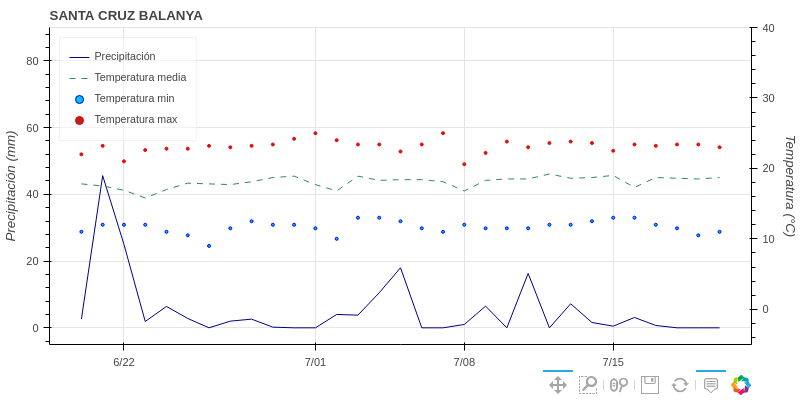 SANTA CRUZ BALANYA
Precipitación
Temperatura media
Temperatura min
Temperatura max
Precipitación (mm)
80
60
40
20
0
Temperatura (°C)
40
30
20
10
0
6/22
7/01
7/08
7/15